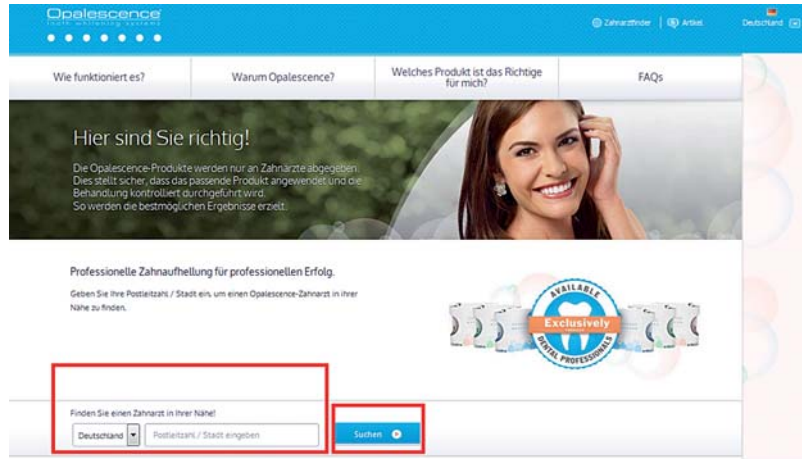 Opalescence
tooth whitening systems
Zahnarztfinder | Artikel
Deutschland
Wie funktioniert es?
Warum Opalescence?
Welches Produkt ist das Richtige
für mich?
FAQs
Hier sind Sie richtig!
Die Opalescence-Produkte werden nur an Zahnärzte abgegeben.
Dies stellt sicher, dass das passende Produkt angewendet und die
Behandlung kontrolliert durchgeführt wird.
So werden die bestmöglichen Ergebnisse erzielt.
Professionelle Zahnaufhellung für professionellen Erfolg.
Geben Sie Ihre Postleitzahl / Stadt ein, um einen Opalescence-Zahnarzt in Ihrer
Nähe zu finden.
AVAILABLE
Exclusively
DENTAL PROFESSIONALS
Finden Sie einen Zahnarzt in Ihrer Nähe!
Deutschland
Postleitzahl / Stadt eingeben
Suchen